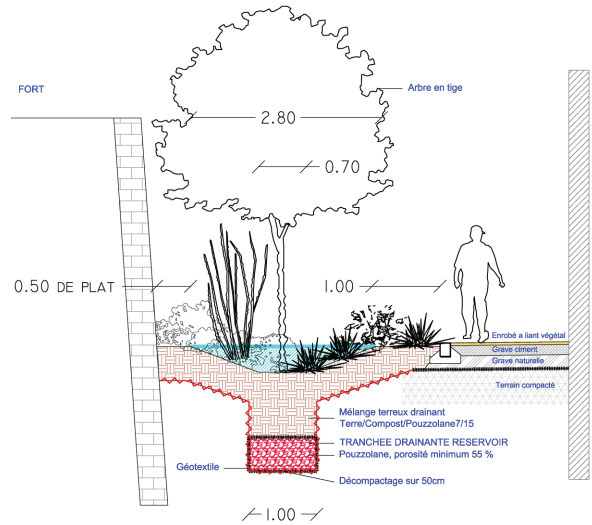 FORT
Arbre en tige
2.80
0.70
0.50 DE PLAT
1.00
Enrobé a liant végétal
Grave ciment
Grave naturelle
Terrain compacté
Mélange terreux drainant
Terre/Compost/Pouzzolane7/15
TRANCHEE DRAINANTE RESERVOIR
Pouzzolane, porosité minimum 55 %
Géotextile
Décompactage sur 50cm
1.00